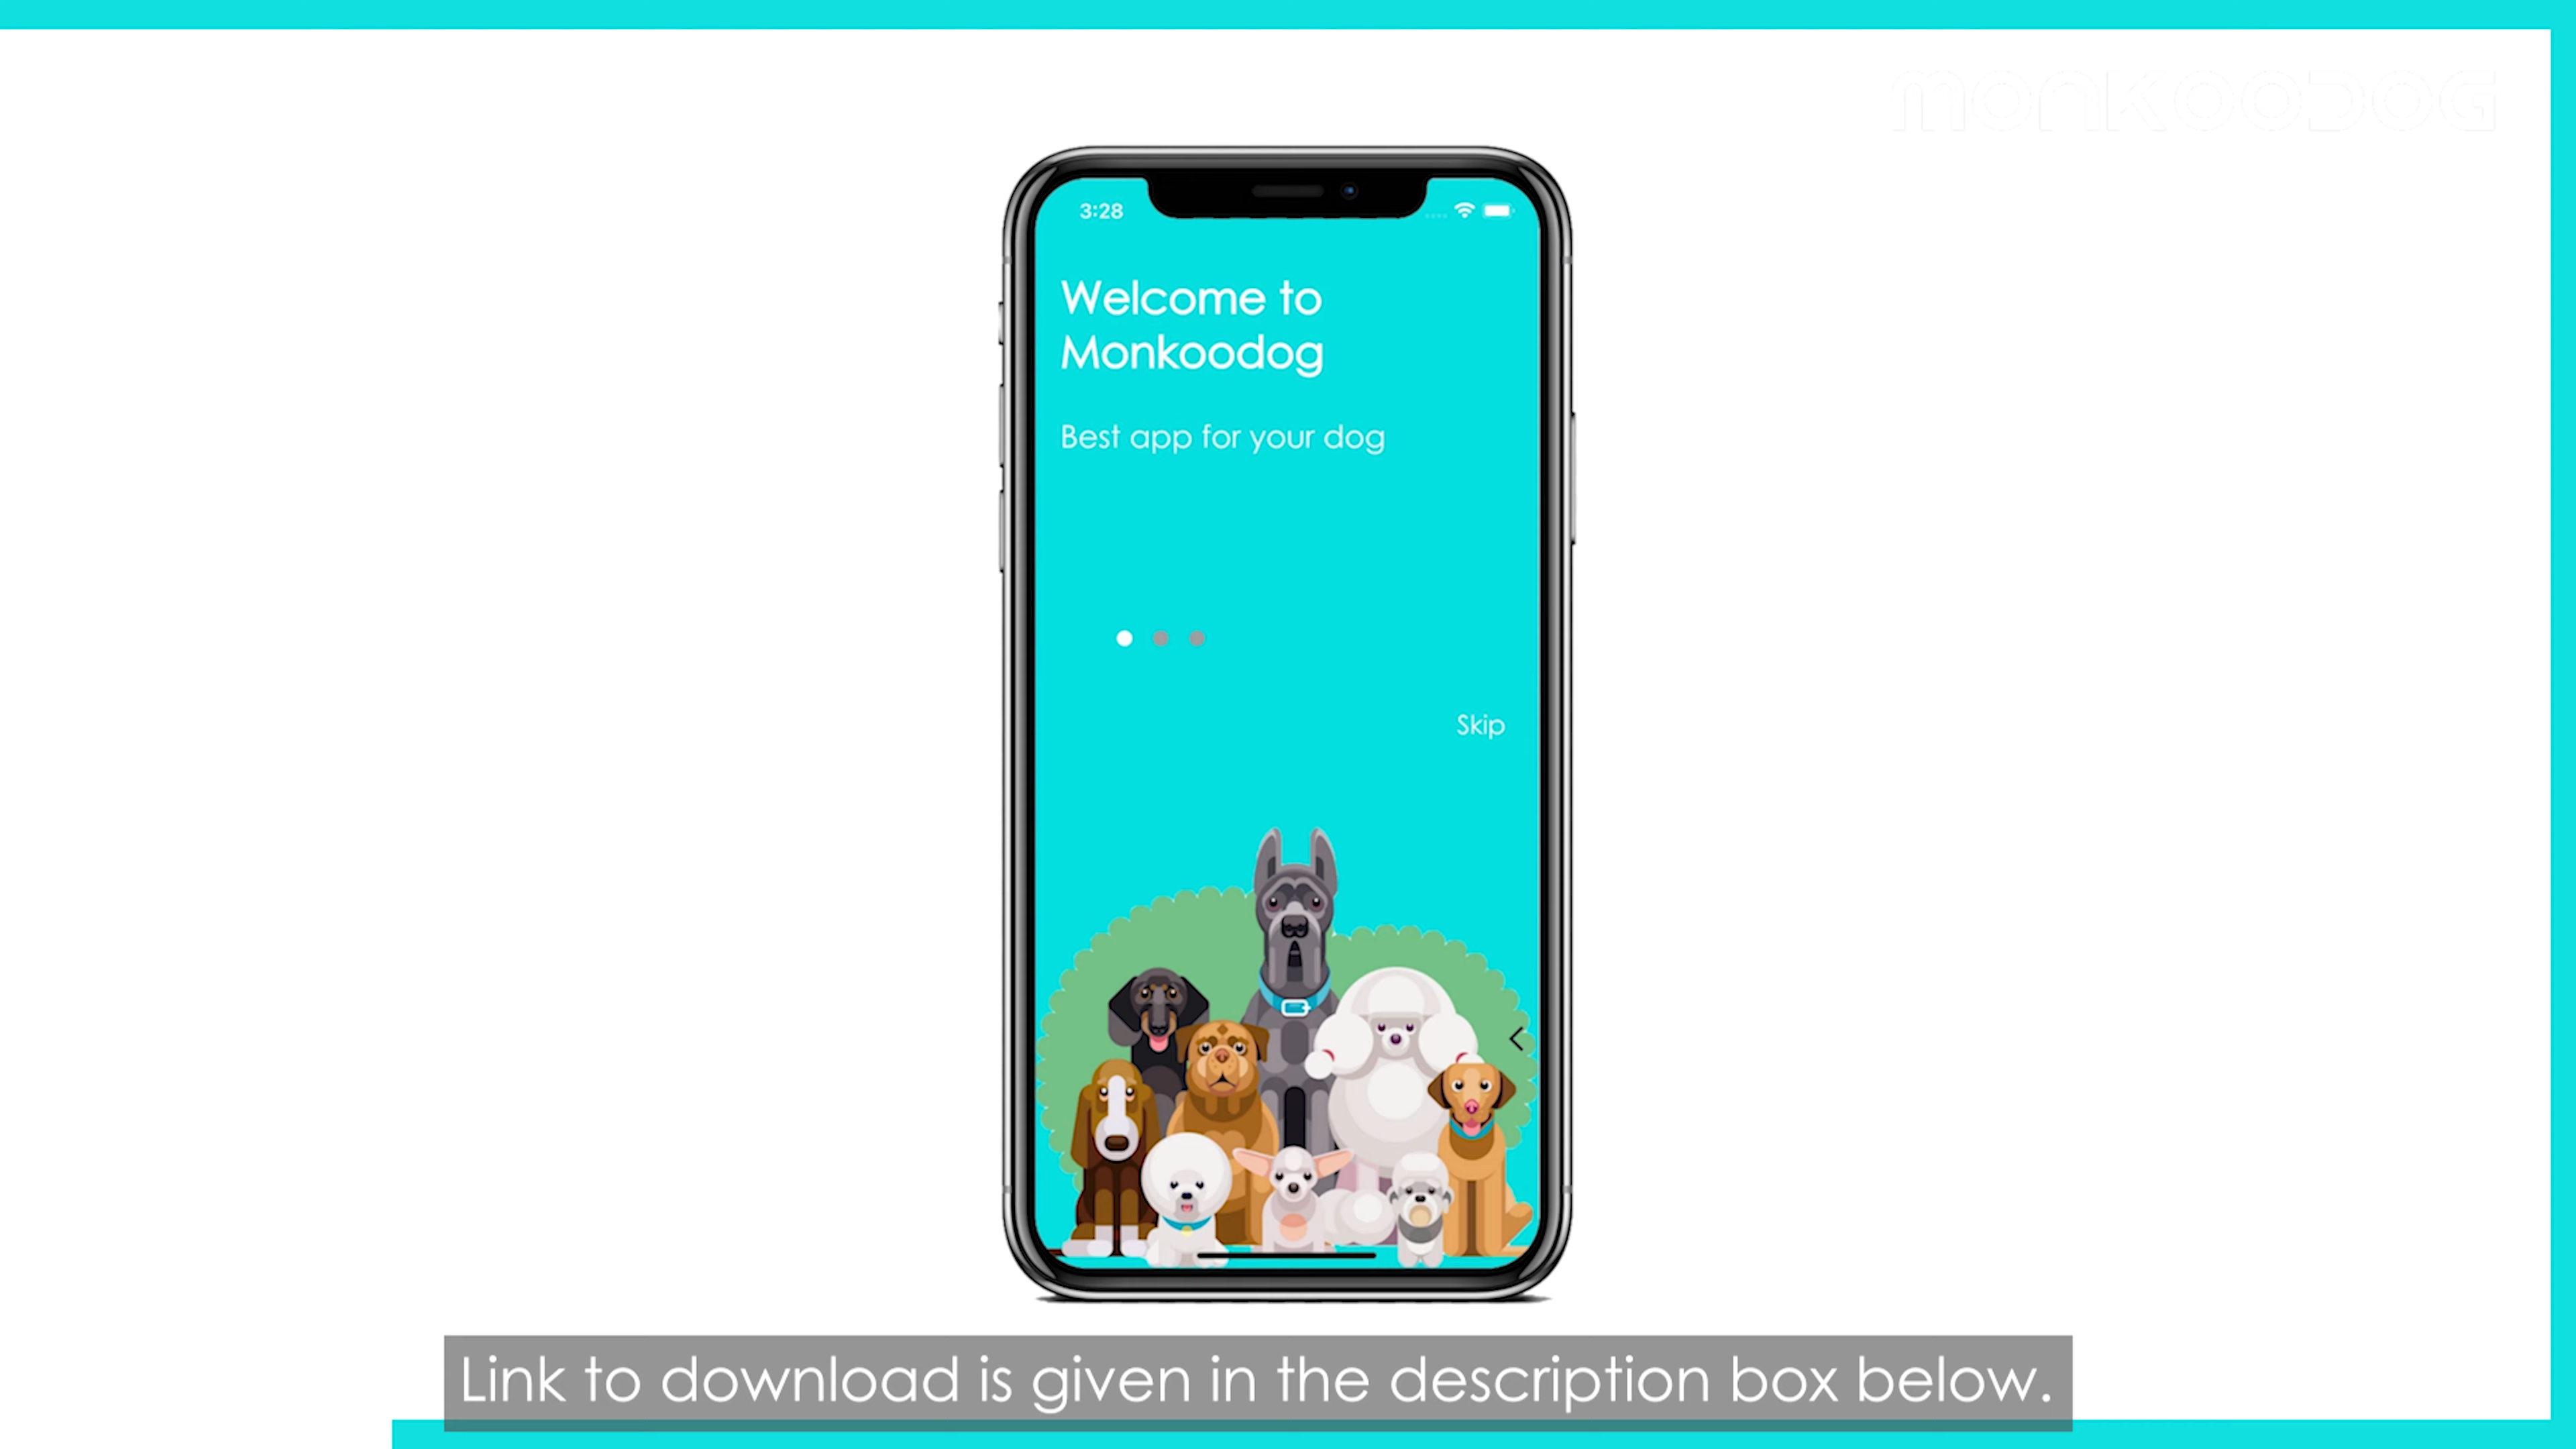 MONKOODOG
3:28
Welcome to
Monkoodog
Best app for your dog
Skip
Link to download is given in the description box below.